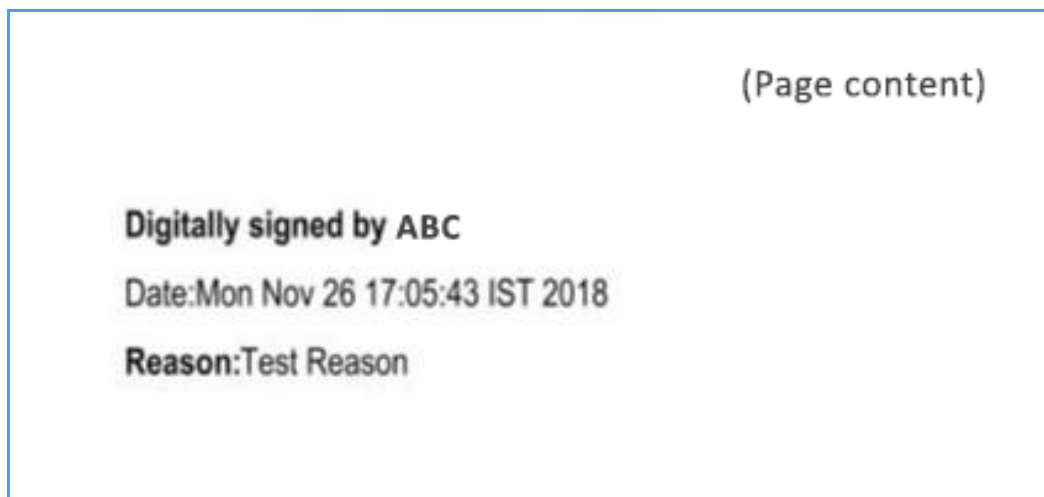 (Page content)
Digitally signed by ABC
Date:Mon Nov 26 17:05:43 IST 2018
Reason:Test Reason